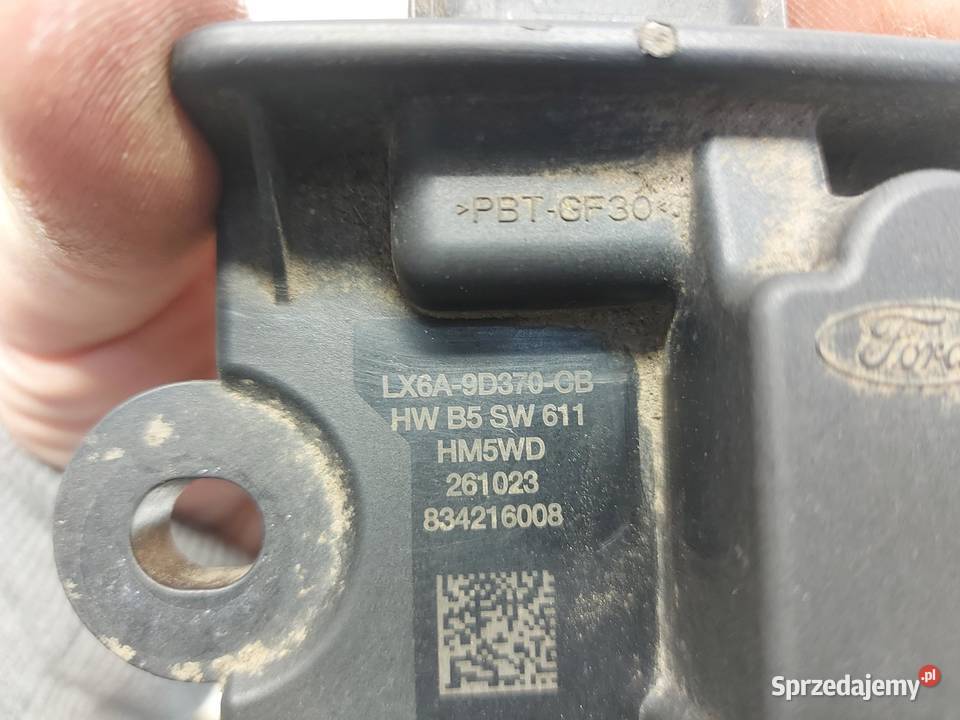 >PBT-GF30<
Ford
LX6A-9D370-GB
HW B5 SW 611
HM5WD
261023
834216008
Sprzedajemy.pl